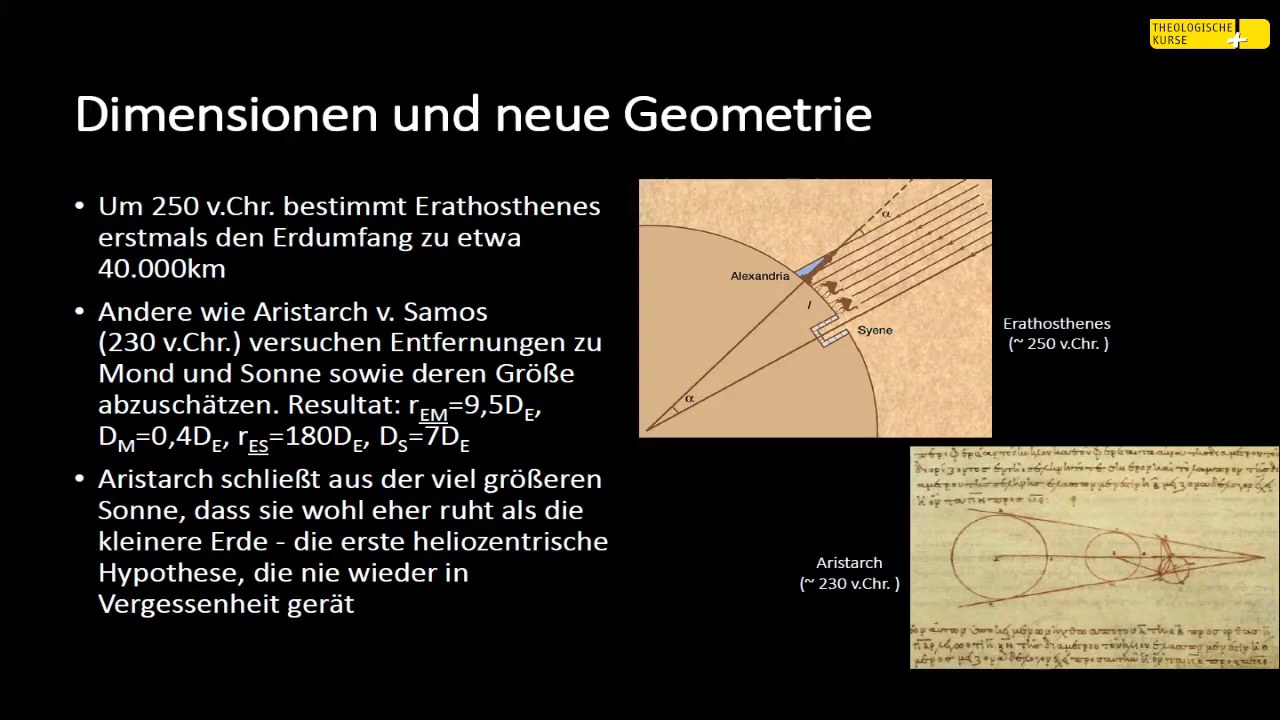 THEOLOGISCHE
KURSE
Dimensionen und neue Geometrie
• Um 250 v.Chr. bestimmt Erathosthenes
erstmals den Erdumfang zu etwa
40.000km
• Andere wie Aristarch v. Samos
(230 v.Chr.) versuchen Entfernungen zu
Mond und Sonne sowie deren Größe
abzuschätzen. Resultat: rEM=9,5DE,
DM=0,4DE, rES=180DE, DS=7DE
• Aristarch schließt aus der viel größeren
Sonne, dass sie wohl eher ruht als die
kleinere Erde - die erste heliozentrische
Hypothese, die nie wieder in
Vergessenheit gerät
α
Alexandria
l
Syene
α
Erathosthenes
(~ 250 v.Chr. )
Aristarch
(~ 230 v.Chr. )